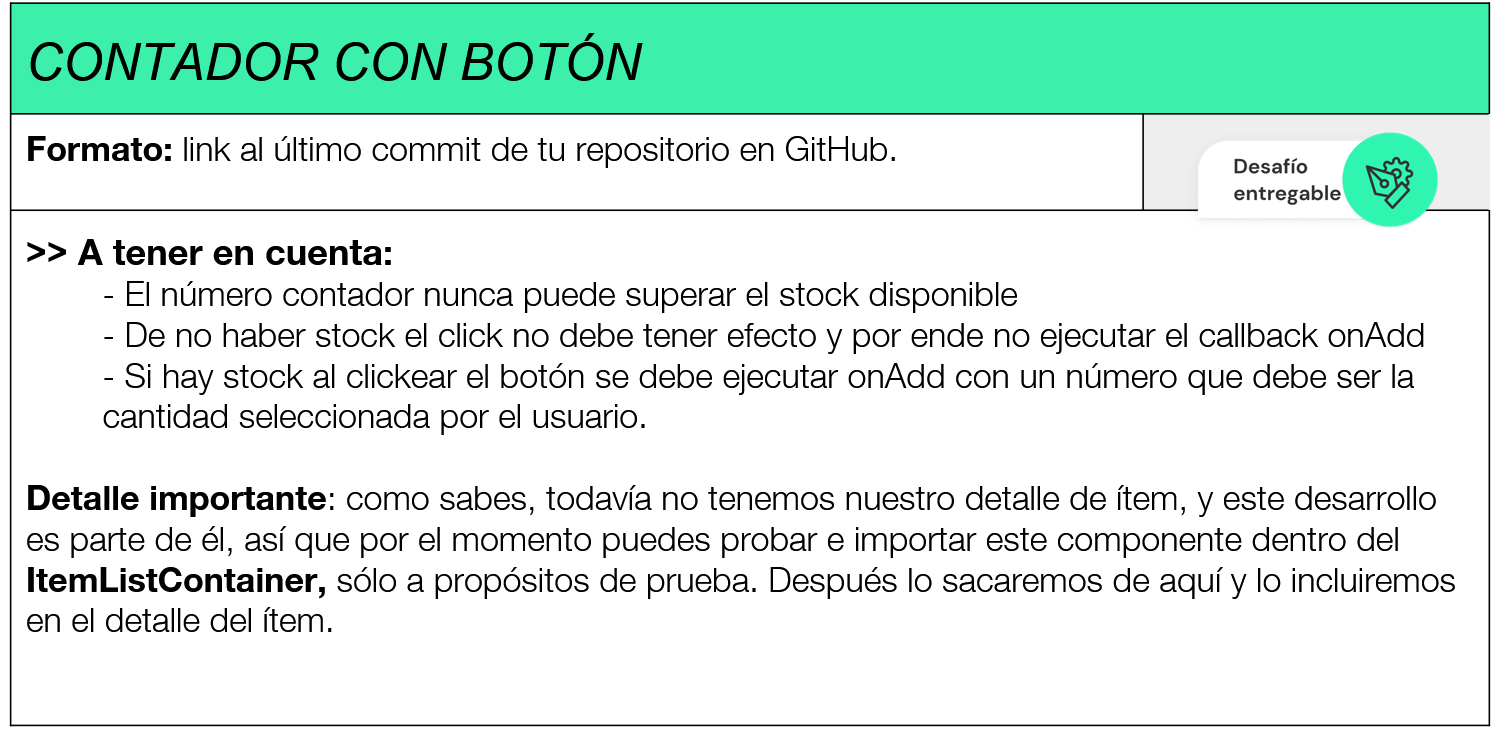 CONTADOR CON BOTÓN
Formato: link al último commit de tu repositorio en GitHub.
Desafío
entregable
>> A tener en cuenta:
- El número contador nunca puede superar el stock disponible
- De no haber stock el click no debe tener efecto y por ende no ejecutar el callback onAdd
- Si hay stock al clickear el botón se debe ejecutar onAdd con un número que debe ser la
cantidad seleccionada por el usuario.
Detalle importante: como sabes, todavía no tenemos nuestro detalle de ítem, y este desarrollo
es parte de él, así que por el momento puedes probar e importar este componente dentro del
ItemListContainer, sólo a propósitos de prueba. Después lo sacaremos de aquí y lo incluiremos
en el detalle del ítem.